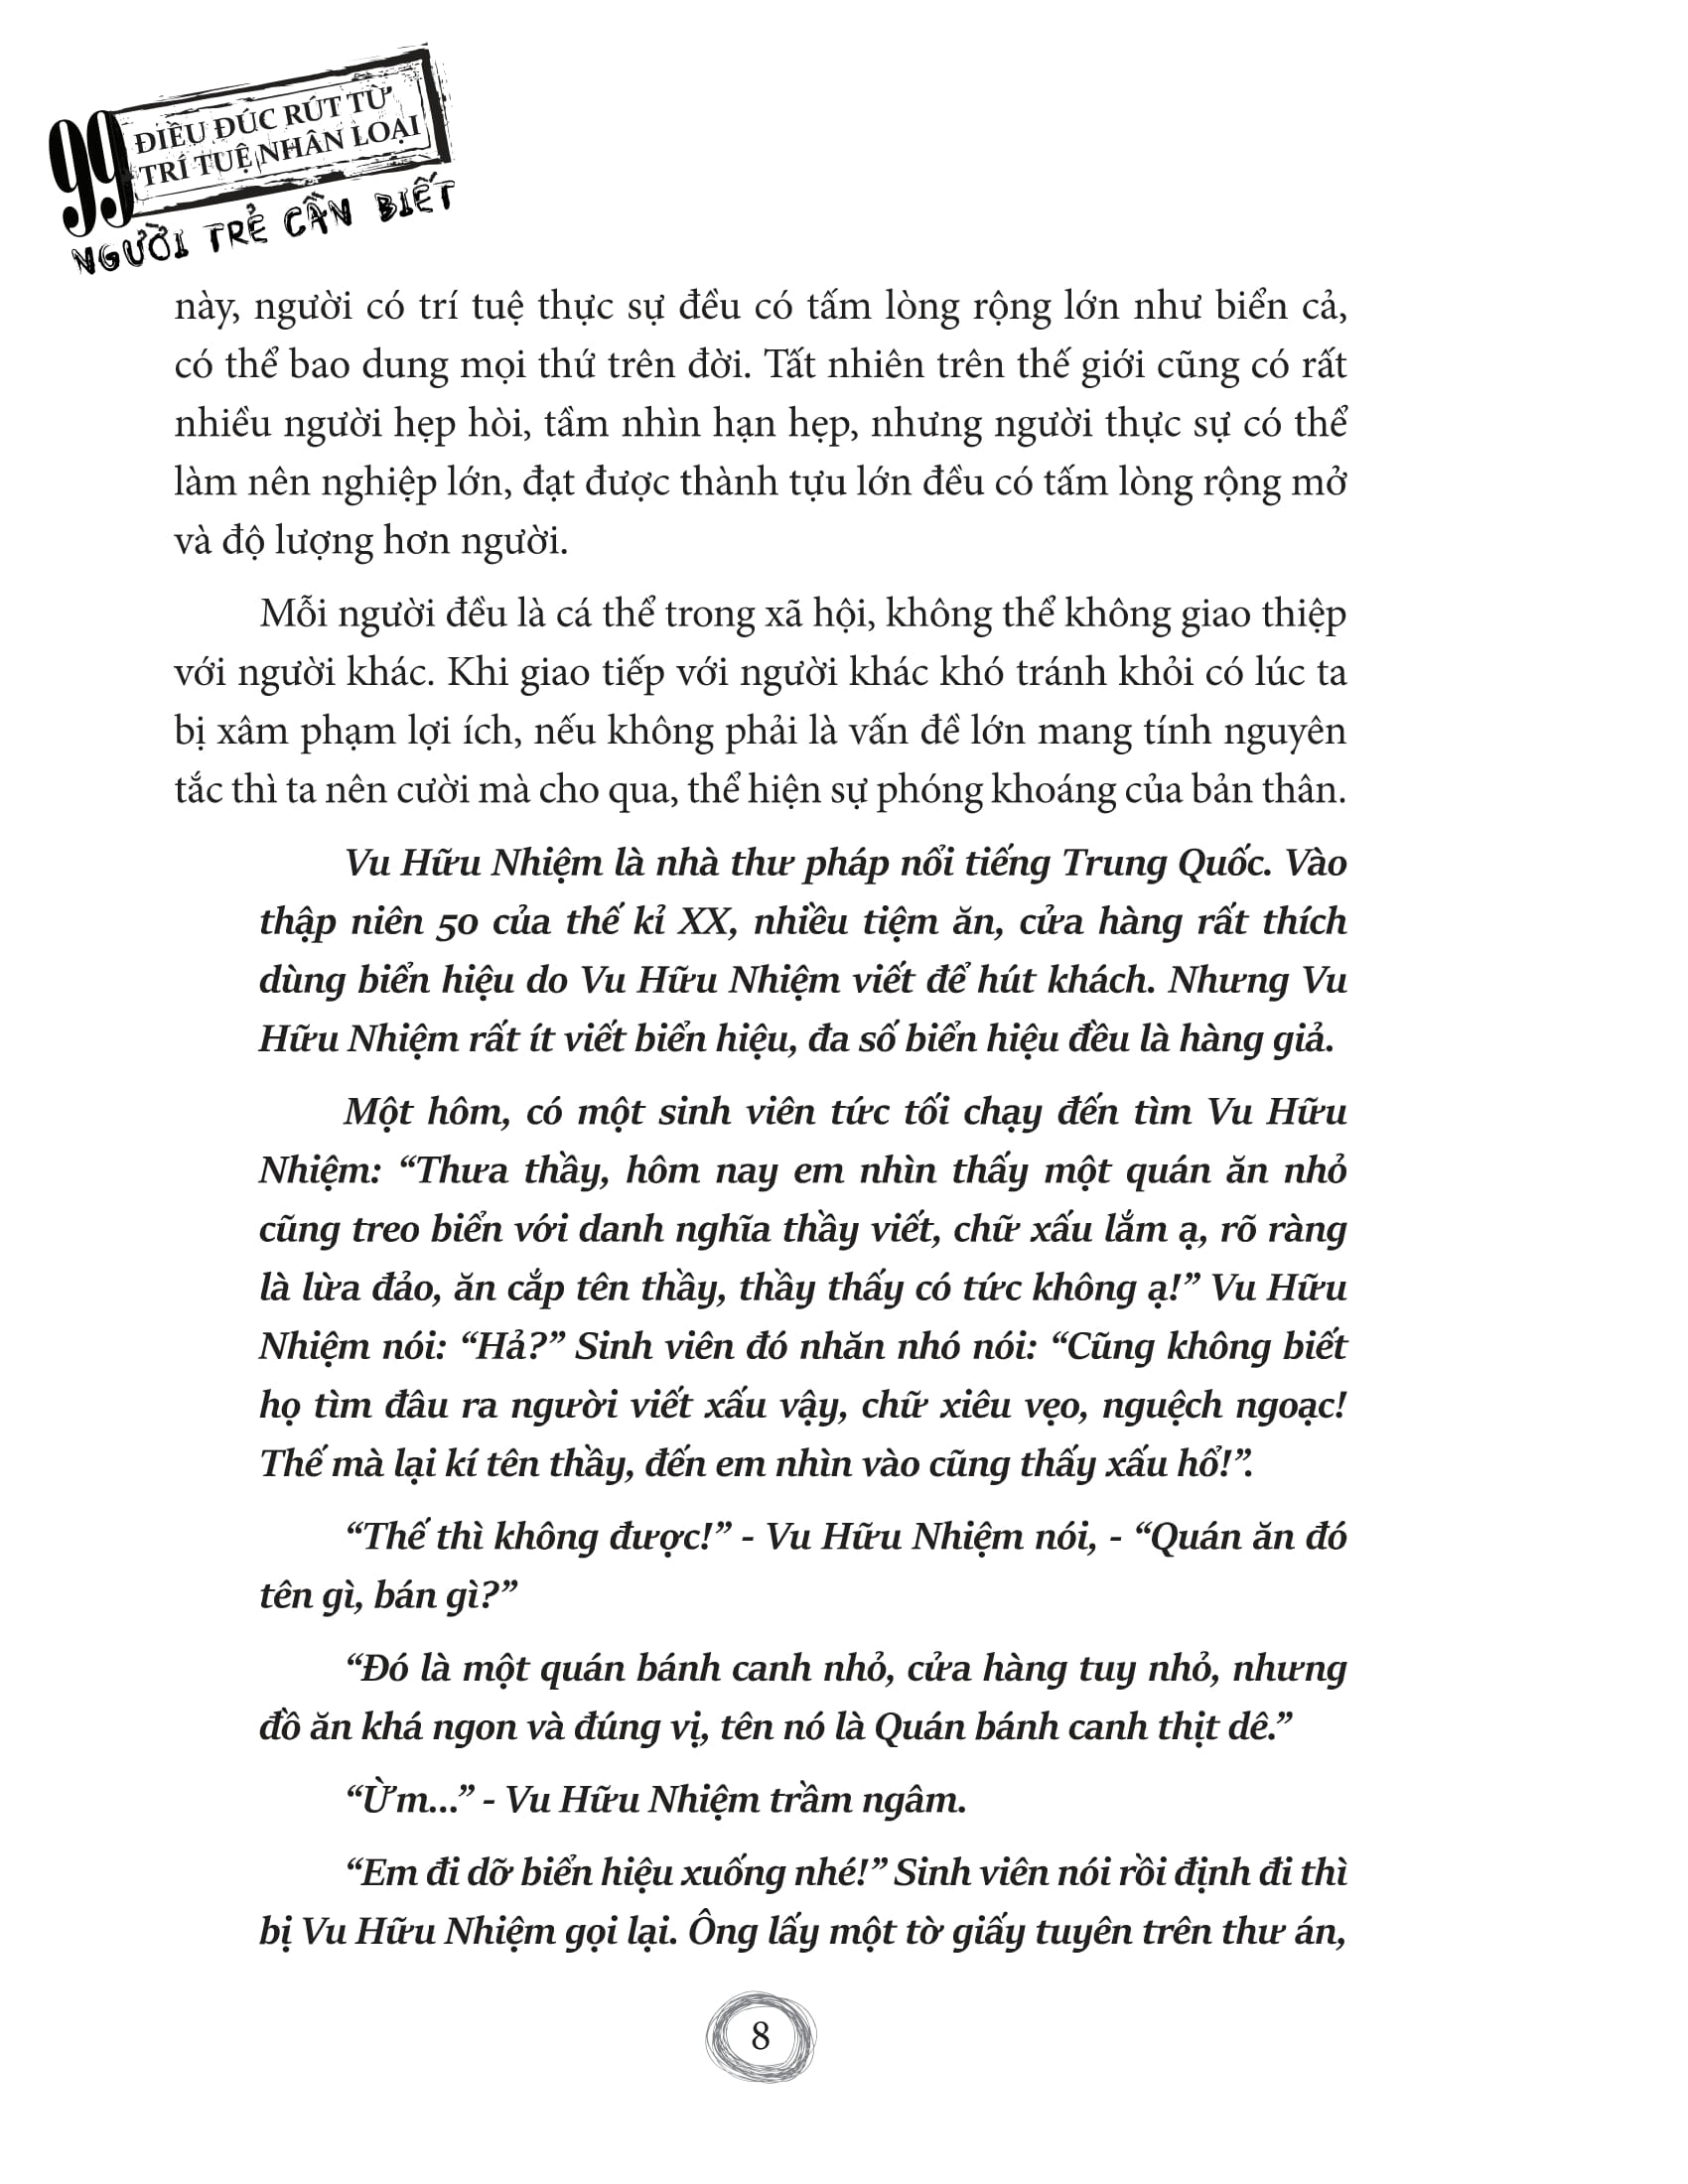 99 ĐIỀU ĐÚC RÚT TỪ
TRÍ TUỆ NHÂN LOẠI
NGƯỜI TRẺ CẦN BIẾT
này, người có trí tuệ thực sự đều có tấm lòng rộng lớn như biển cả,
có thể bao dung mọi thứ trên đời. Tất nhiên trên thế giới cũng có rất
nhiều người hẹp hòi, tầm nhìn hạn hẹp, nhưng người thực sự có thể
làm nên nghiệp lớn, đạt được thành tựu lớn đều có tấm lòng rộng mở
và độ lượng hơn người.
Mỗi người đều là cá thể trong xã hội, không thể không giao thiệp
với người khác. Khi giao tiếp với người khác khó tránh khỏi có lúc ta
bị xâm phạm lợi ích, nếu không phải là vấn đề lớn mang tính nguyên
tắc thì ta nên cười mà cho qua, thể hiện sự phóng khoáng của bản thân.
Vu Hữu Nhiệm là nhà thư pháp nổi tiếng Trung Quốc. Vào
thập niên 50 của thế kỉ XX, nhiều tiệm ăn, cửa hàng rất thích
dùng biển hiệu do Vu Hữu Nhiệm viết để hút khách. Nhưng Vu
Hữu Nhiệm rất ít viết biển hiệu, đa số biển hiệu đều là hàng giả.
Một hôm, có một sinh viên tức tối chạy đến tìm Vu Hữu
Nhiệm: “Thưa thầy, hôm nay em nhìn thấy một quán ăn nhỏ
cũng treo biển với danh nghĩa thầy viết, chữ xấu lắm ạ, rõ ràng
là lừa đảo, ăn cắp tên thầy, thầy thấy có tức không ạ!” Vu Hữu
Nhiệm nói: “Hả?” Sinh viên đó nhăn nhó nói: “Cũng không biết
họ tìm đâu ra người viết xấu vậy, chữ xiêu vẹo, nguệch ngoạc!
Thế mà lại kí tên thầy, đến em nhìn vào cũng thấy xấu hổ!”.
“Thế thì không được!” - Vu Hữu Nhiệm nói, - “Quán ăn đó
tên gì, bán gì?”
“Đó là một quán bánh canh nhỏ, cửa hàng tuy nhỏ, nhưng
đồ ăn khá ngon và đúng vị, tên nó là Quán bánh canh thịt dê.”
“Ừm...” - Vu Hữu Nhiệm trầm ngâm.
“Em đi dỡ biển hiệu xuống nhé!” Sinh viên nói rồi định đi thì
bị Vu Hữu Nhiệm gọi lại. Ông lấy một tờ giấy tuyên trên thư án,
8